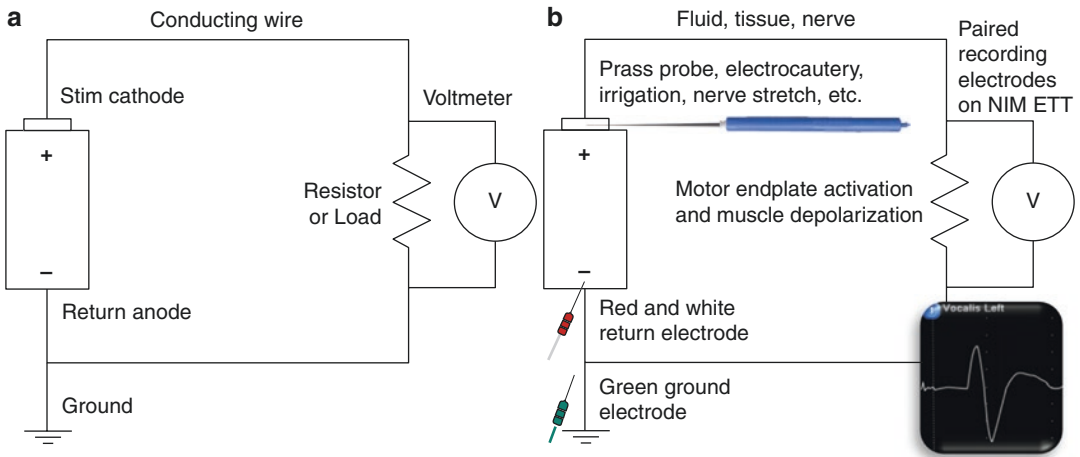 a
Conducting wire
Stim cathode
Voltmeter
+
Resistor
or Load
V
–
Return anode
Ground
b
Fluid, tissue, nerve
Paired
recording
electrodes
on NIM ETT
Prass probe, electrocautery,
irrigation, nerve stretch, etc.
+
Motor endplate activation
and muscle depolarization
V
–
Red and white
return electrode
Vocalis Left
Green ground
electrode